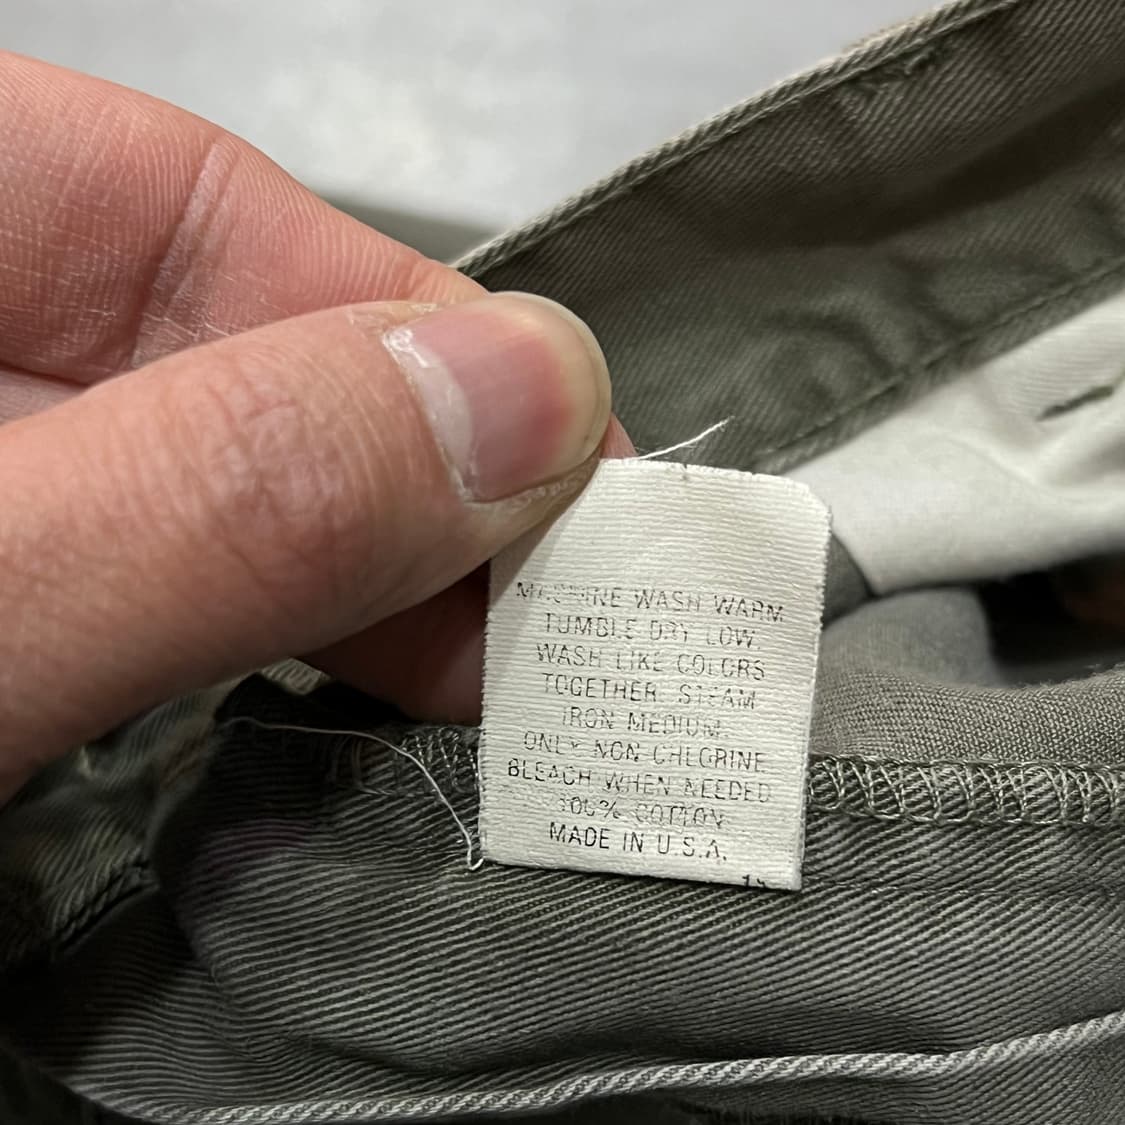 MACHINE WASH WARM
TUMBLE DRY LOW.
WASH LIKE COLORS
TOGETHER. STEAM
IRON MEDIUM.
ONLY NON CHLORINE
BLEACH WHEN NEEDED
100% COTTON
MADE IN U.S.A.